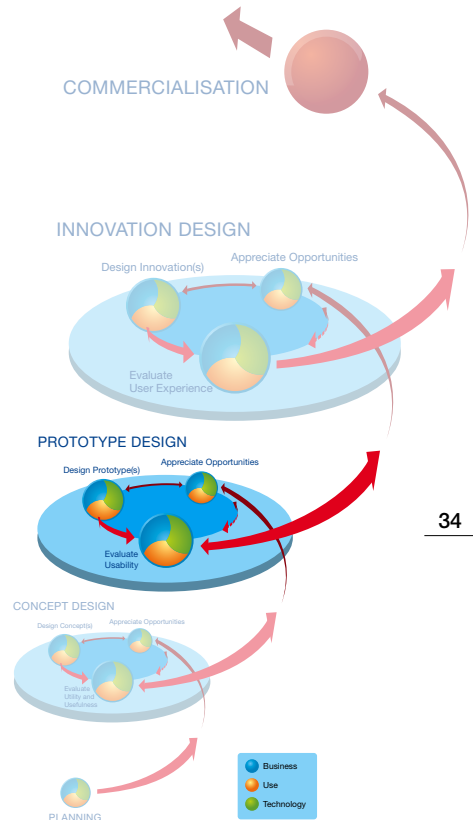 COMMERCIALISATION
INNOVATION DESIGN
Appreciate Opportunities
Design Innovation(s)
Evaluate
User Experience
PROTOTYPE DESIGN
Appreciate Opportunities
Design Prototype(s)
34
Evaluate
Usability
CONCEPT DESIGN
Appreciate Opportunities
Design Concept(s)
Evaluate
Utility and
Usefulness
Business
Use
Technology
PLANNING